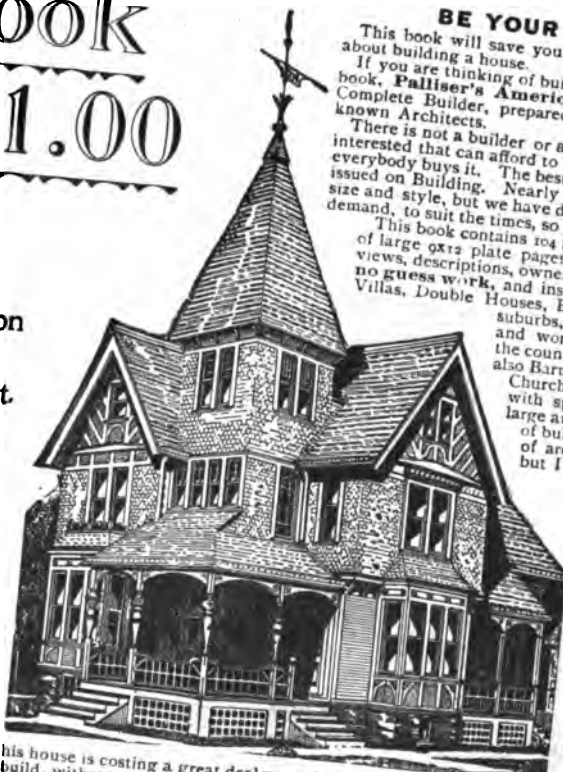 ook
1.00
on
t.
BE YOUR
This book will save you
about building a house.
If you are thinking of buil
book, Palliser's Americ
Complete Builder, prepared
known Architects.
There is not a builder or a
interested that can afford to
everybody buys it. The best
issued on Building. Nearly
size and style, but we have d
demand, to suit the times, so
This book contains 104
of large 9x12 plate pages
views, descriptions, owne
no guess work, and ins
Villas, Double Houses, B
suburbs,
and wor
the coun
also Barn
Church
with sp
large a
of bu
of ar
but I
his house is costing a great deal
build